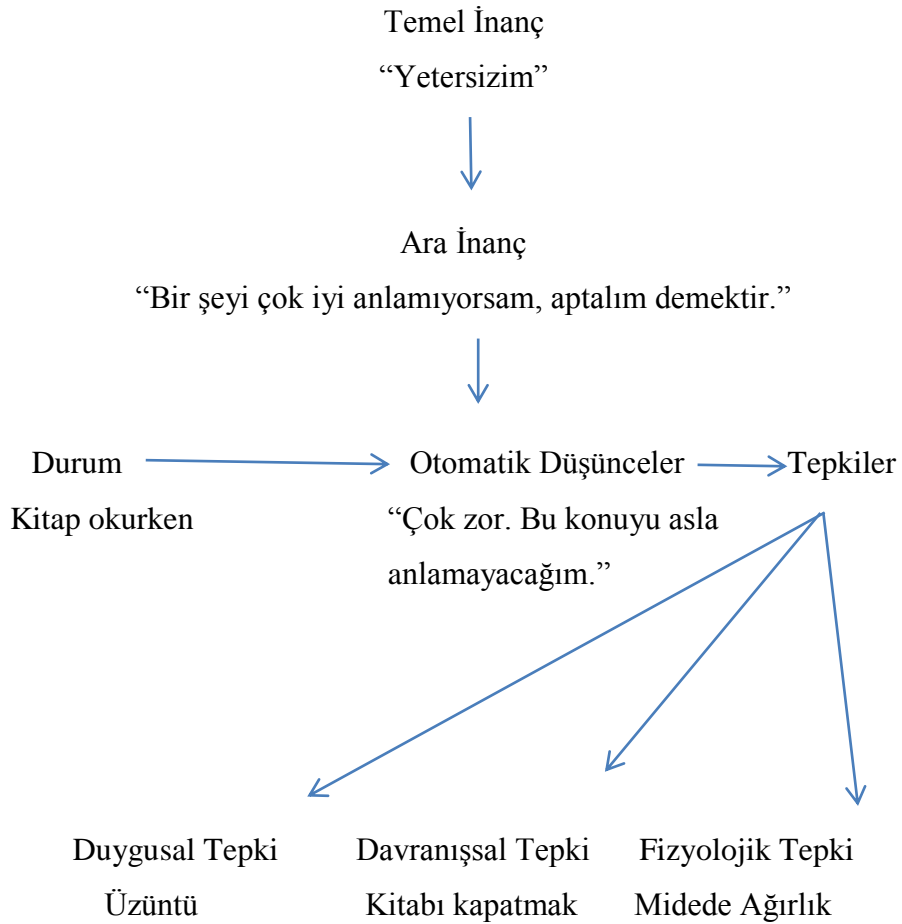 Temel İnanç
“Yetersizim”
Ara İnanç
“Bir şeyi çok iyi anlamıyorsam, aptalım demektir.”
Durum Otomatik Düşünceler Tepkiler
Kitap okurken “Çok zor. Bu konuyu asla
anlamayacağım.”
Duygusal Tepki Davranışsal Tepki Fizyolojik Tepki
Üzüntü Kitabı kapatmak Midede Ağırlık